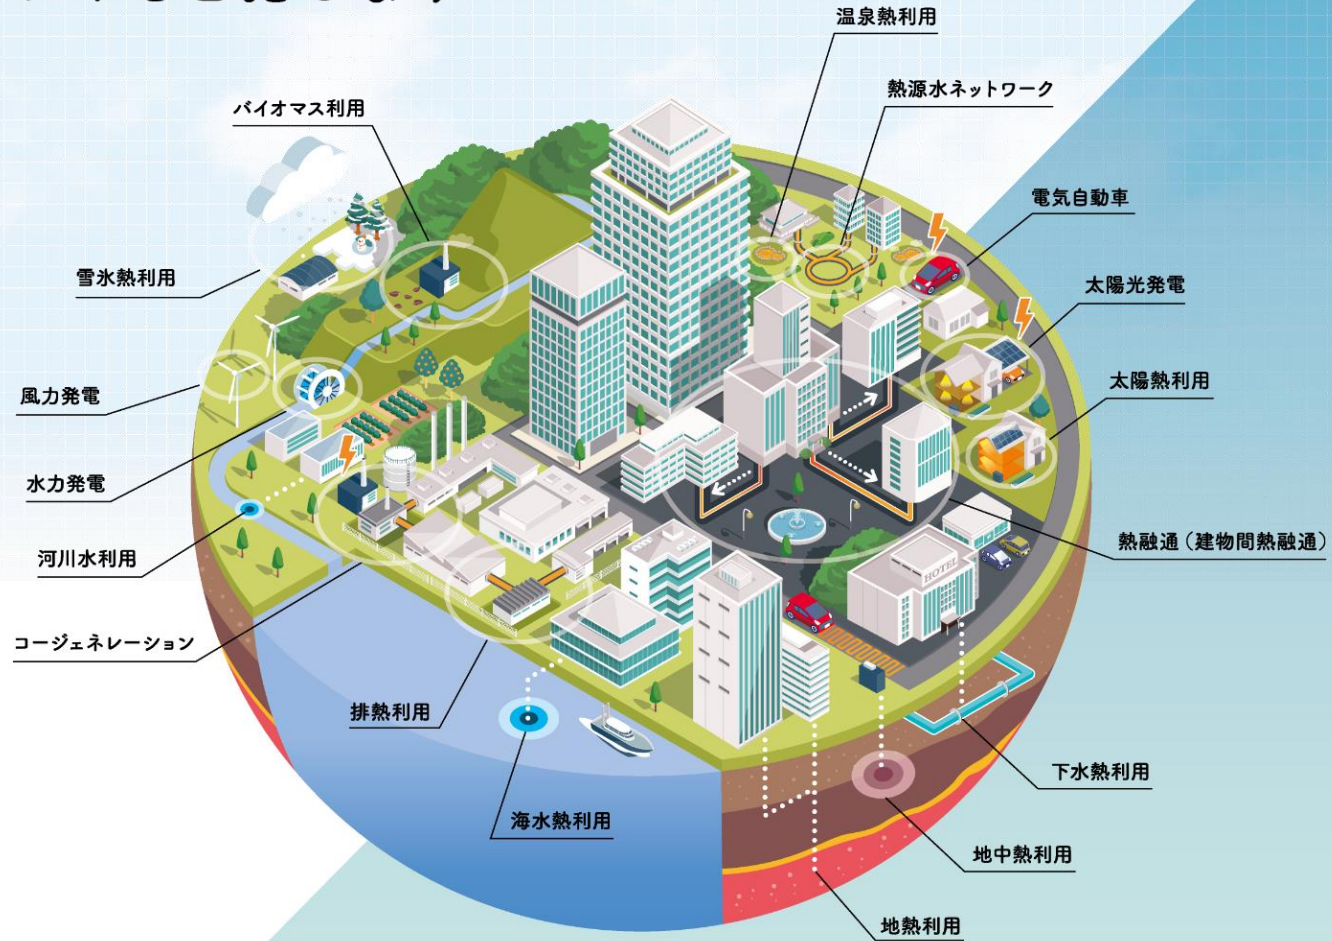 温泉熱利用
熱源水ネットワーク
バイオマス利用
電気自動車
雪氷熱利用
太陽光発電
太陽熱利用
風力発電
水力発電
河川水利用
熱融通（建物間熱融通）
HOTEL
コージェネレーション
排熱利用
海水熱利用
下水熱利用
地中熱利用
地熱利用